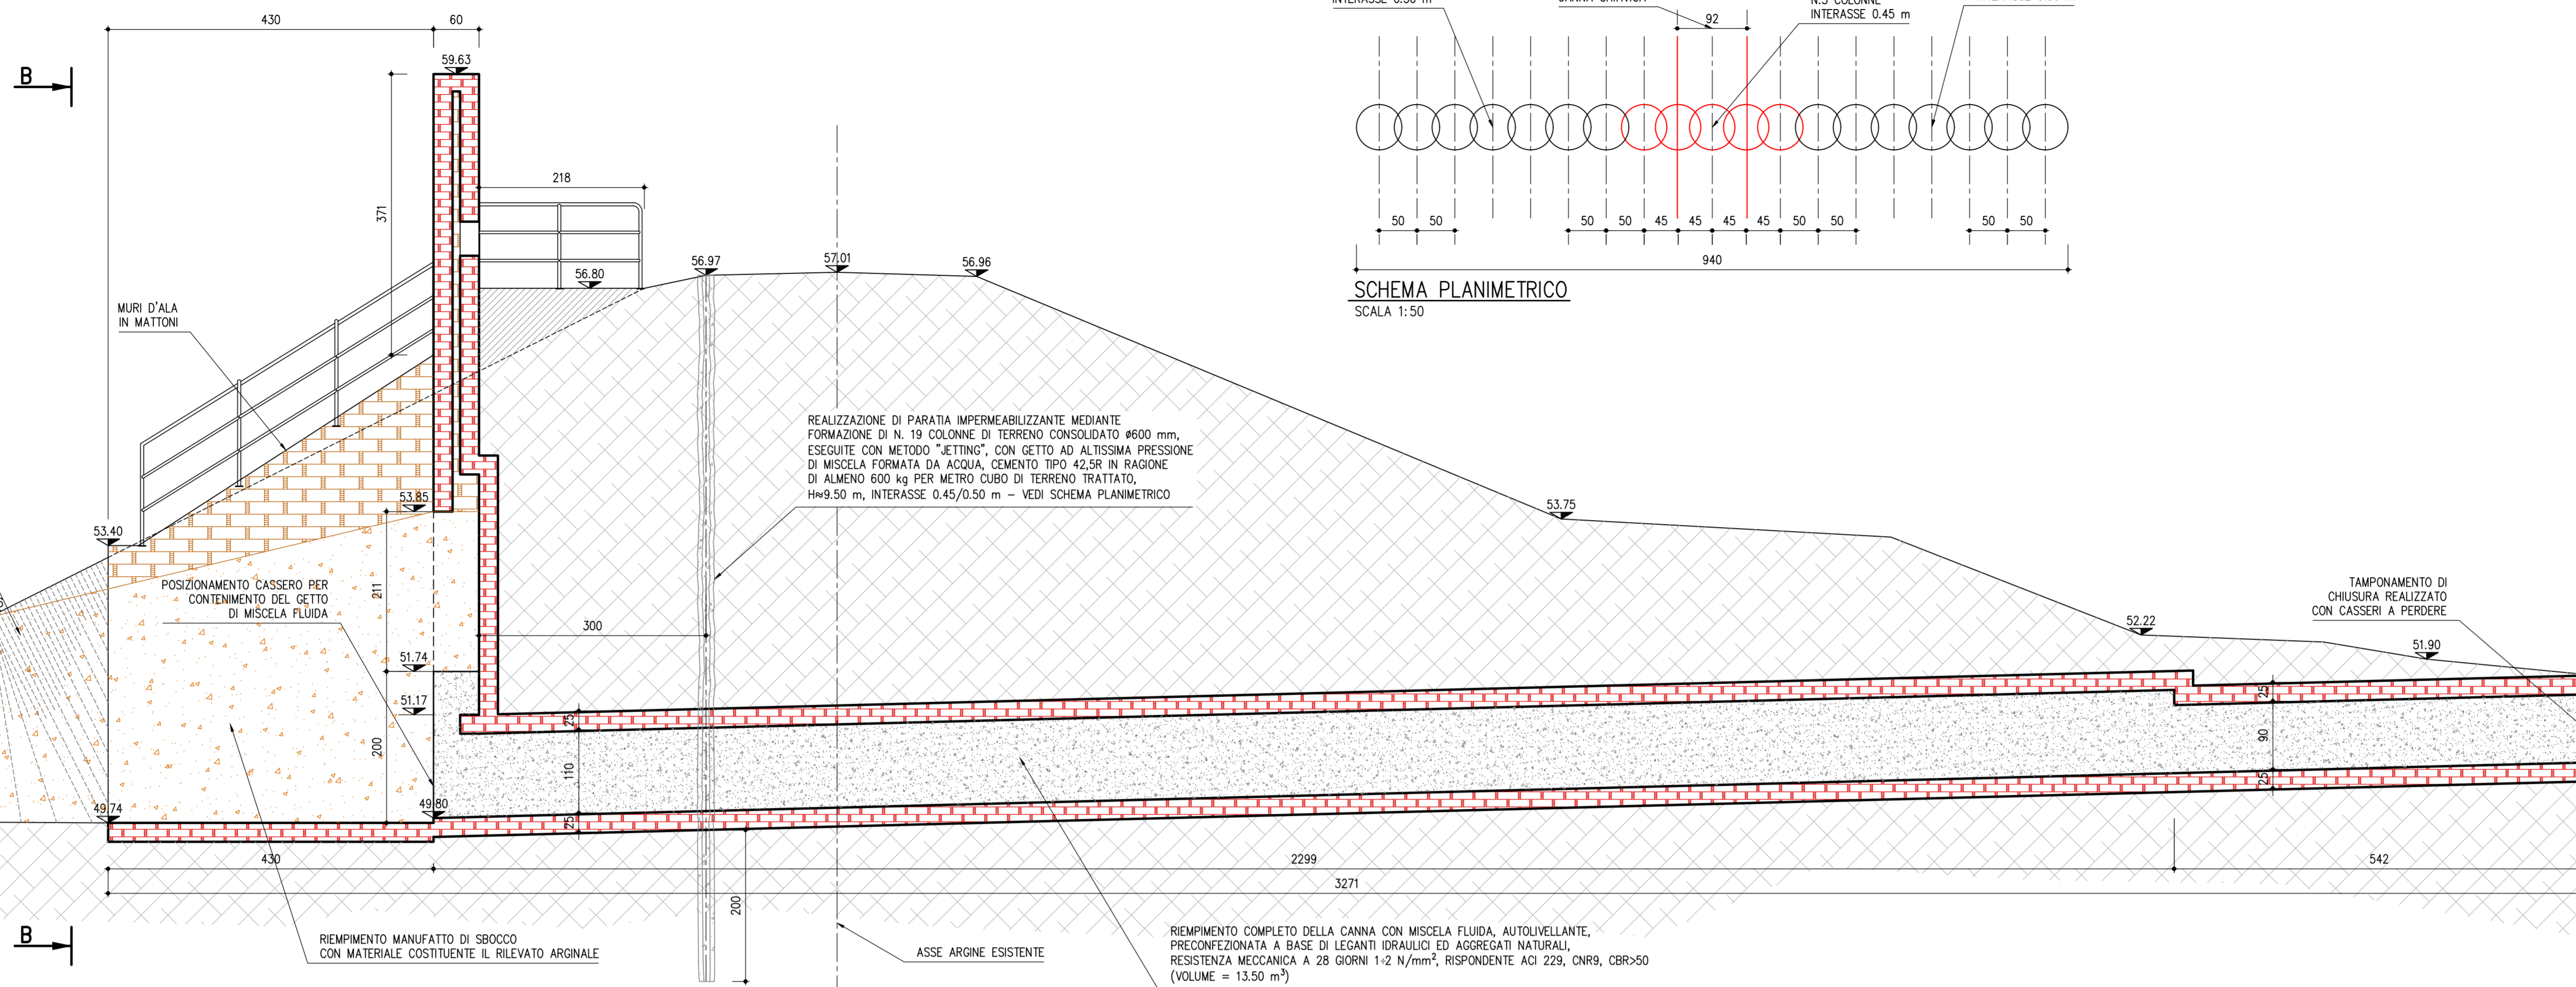 430
60
B
59.63
371
218
56.80
56.97
57.01
56.96
MURI D'ALA
IN MATTONI
INTERASSE 0.45 m
92
50
50
50
50
45
45
45
45
50
50
50
50
940
SCHEMA PLANIMETRICO
SCALA 1:50
REALIZZAZIONE DI PARATIA IMPERMEABILIZZANTE MEDIANTE
FORMAZIONE DI N. 19 COLONNE DI TERRENO CONSOLIDATO ø600 mm,
ESEGUITE CON METODO "JETTING", CON GETTO AD ALTISSIMA PRESSIONE
DI MISCELA FORMATA DA ACQUA, CEMENTO TIPO 42,5R IN RAGIONE
DI ALMENO 600 kg PER METRO CUBO DI TERRENO TRATTATO,
H≈9.50 m, INTERASSE 0.45/0.50 m – VEDI SCHEMA PLANIMETRICO
53.85
53.40
53.75
POSIZIONAMENTO CASSERO PER
CONTENIMENTO DEL GETTO
DI MISCELA FLUIDA
211
300
52.22
51.90
TAMPONAMENTO DI
CHIUSURA REALIZZATO
CON CASSERI A PERDERE
51.74
51.17
200
25
110
25
25
90
25
49.74
49.80
430
2299
542
3271
200
B
RIEMPIMENTO MANUFATTO DI SBOCCO
CON MATERIALE COSTITUENTE IL RILEVATO ARGINALE
ASSE ARGINE ESISTENTE
RIEMPIMENTO COMPLETO DELLA CANNA CON MISCELA FLUIDA, AUTOLIVELLANTE,
PRECONFEZIONATA A BASE DI LEGANTI IDRAULICI ED AGGREGATI NATURALI,
RESISTENZA MECCANICA A 28 GIORNI 1÷2 N/mm², RISPONDENTE ACI 229, CNR9, CBR>50
(VOLUME = 13.50 m³)